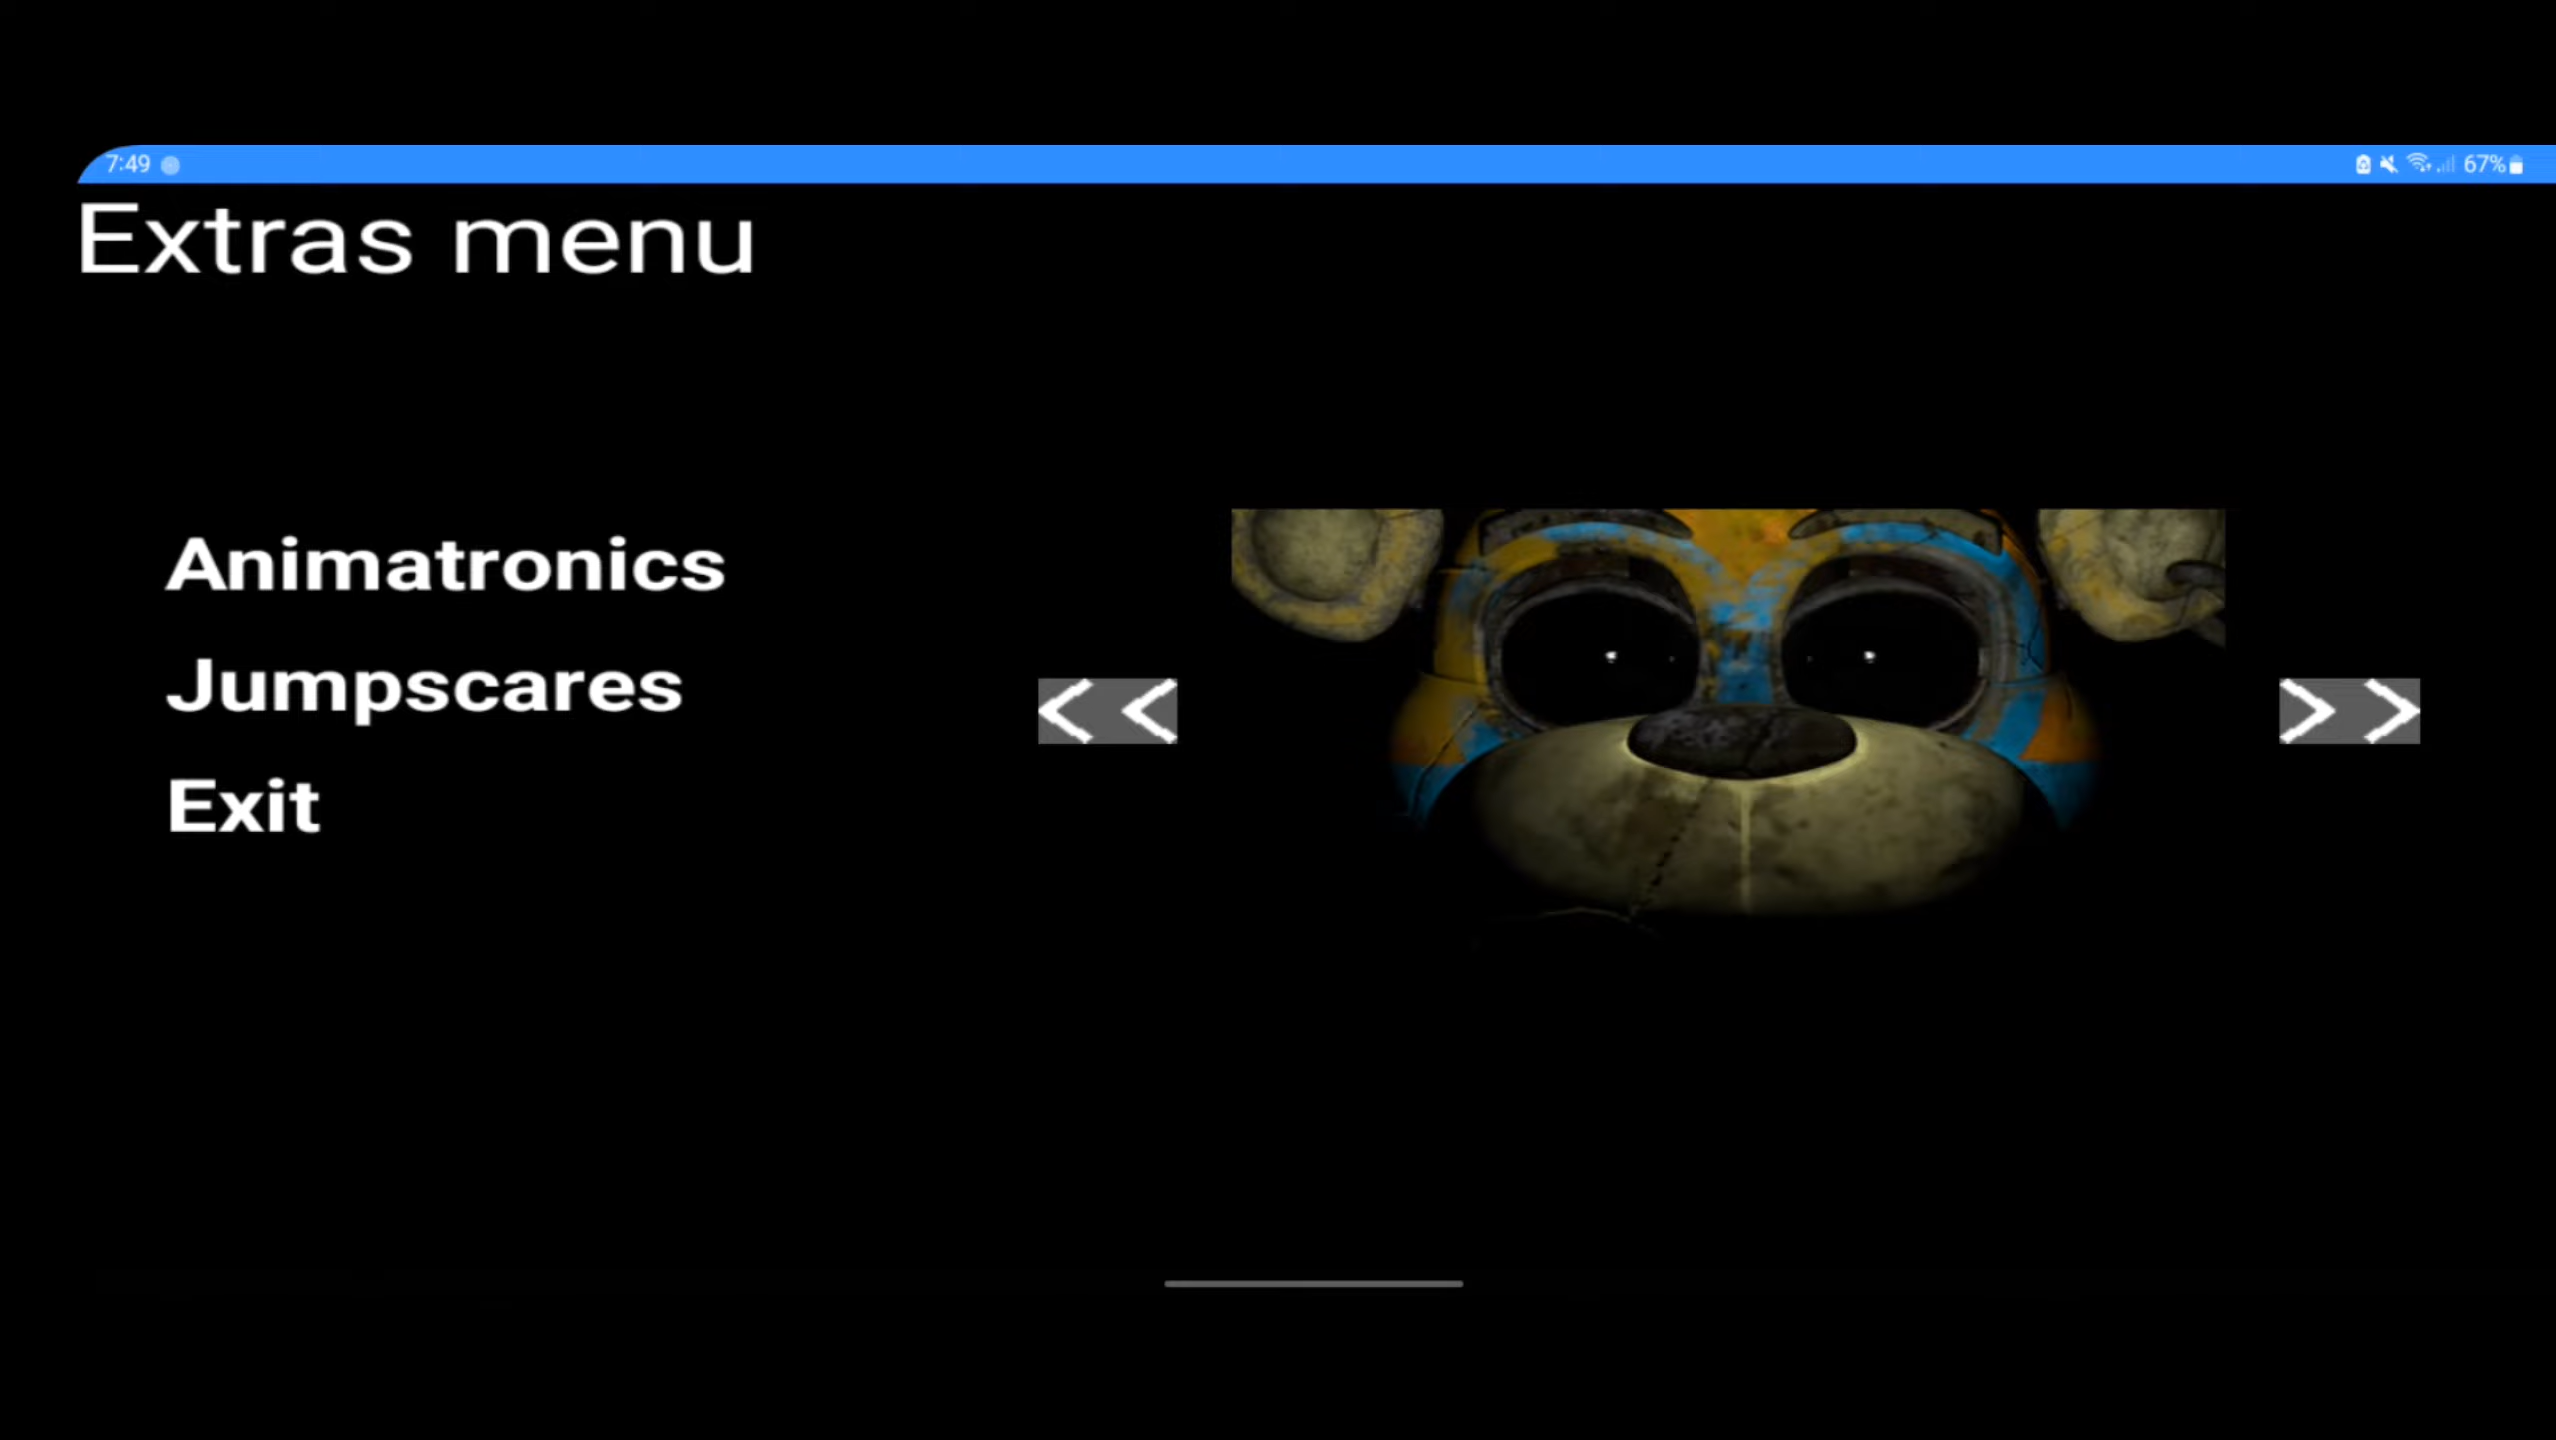 7:49
67%
Extras menu
Animatronics
Jumpscares
Exit
< <
> >